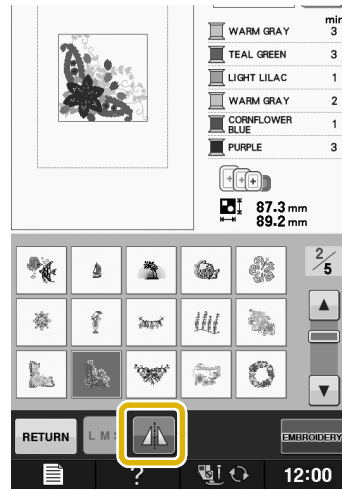 min
WARM GRAY 3
TEAL GREEN 3
LIGHT LILAC 1
WARM GRAY 2
CORNFLOWER
BLUE 1
PURPLE 3
87.3 mm
89.2 mm
2/5
RETURN L M S EMBROIDERY
? 12:00